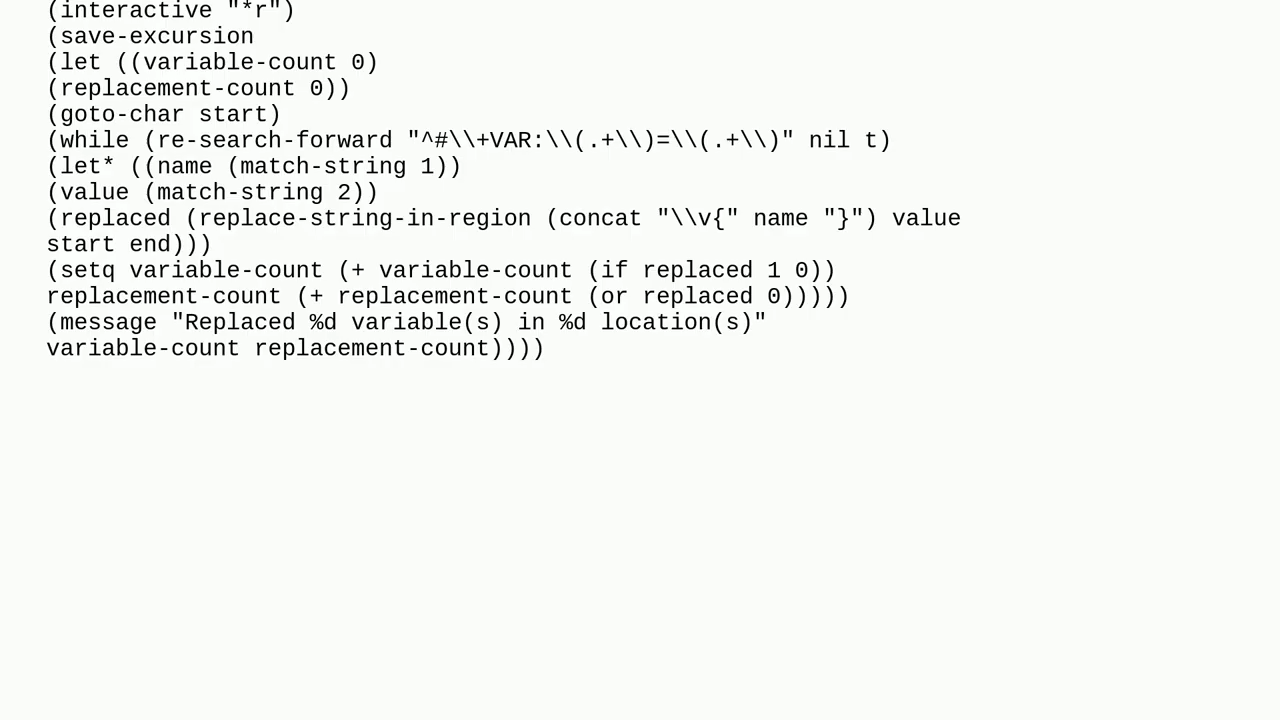 (interactive "*r")
(save-excursion
(let ((variable-count 0)
(replacement-count 0))
(goto-char start)
(while (re-search-forward "^#\\+VAR:\\(.+\\)=\\(.+\\)" nil t)
(let* ((name (match-string 1))
(value (match-string 2))
(replaced (replace-string-in-region (concat "\\v{" name "}") value
start end)))
(setq variable-count (+ variable-count (if replaced 1 0))
replacement-count (+ replacement-count (or replaced 0)))))
(message "Replaced %d variable(s) in %d location(s)"
variable-count replacement-count))))